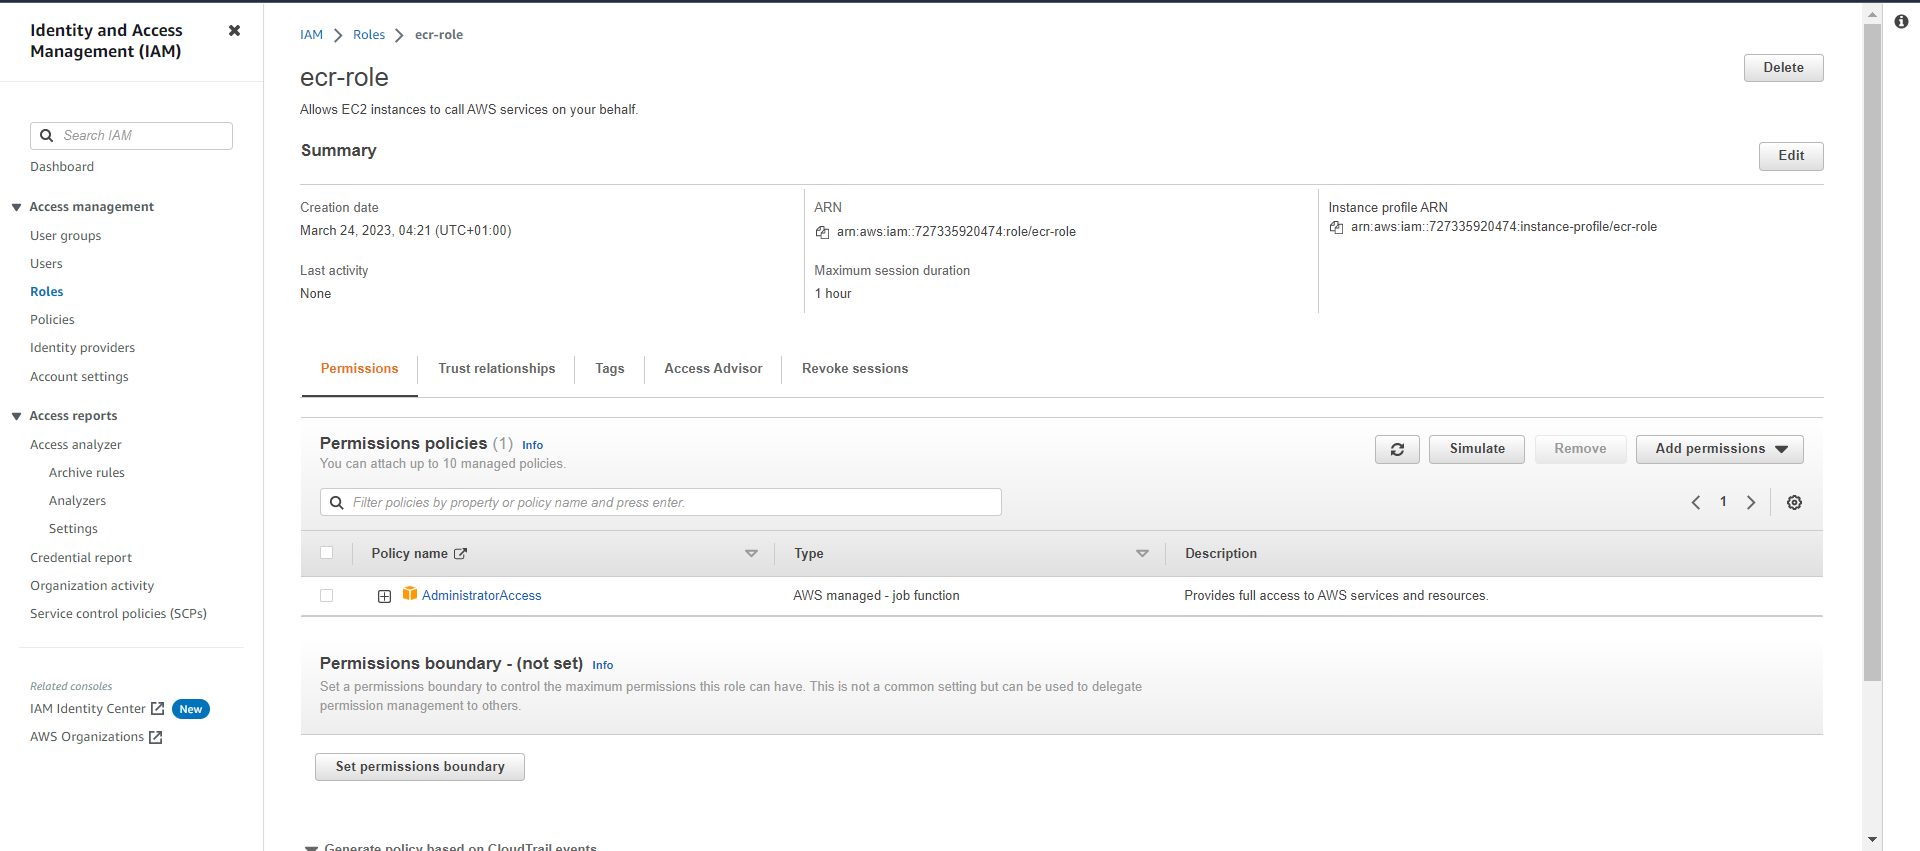 Identity and Access
Management (IAM)
Search IAM
Dashboard
Access management
User groups
Users
Roles
Policies
Identity providers
Account settings
Access reports
Access analyzer
Archive rules
Analyzers
Settings
Credential report
Organization activity
Service control policies (SCPs)
Related consoles
IAM Identity Center New
AWS Organizations
IAM > Roles > ecr-role
ecr-role
Delete
Allows EC2 instances to call AWS services on your behalf.
Summary
Edit
Creation date
March 24, 2023, 04:21 (UTC+01:00)
Last activity
None
ARN
arn:aws:iam::727335920474:role/ecr-role
Maximum session duration
1 hour
Instance profile ARN
arn:aws:iam::727335920474:instance-profile/ecr-role
Permissions Trust relationships Tags Access Advisor Revoke sessions
Permissions policies (1) Info
You can attach up to 10 managed policies.
Simulate Remove Add permissions
Filter policies by property or policy name and press enter.
1
Policy name Type Description
AdministratorAccess AWS managed - job function Provides full access to AWS services and resources.
Permissions boundary - (not set) Info
Set a permissions boundary to control the maximum permissions this role can have. This is not a common setting but can be used to delegate
permission management to others.
Set permissions boundary
Generate policy based on CloudTrail events